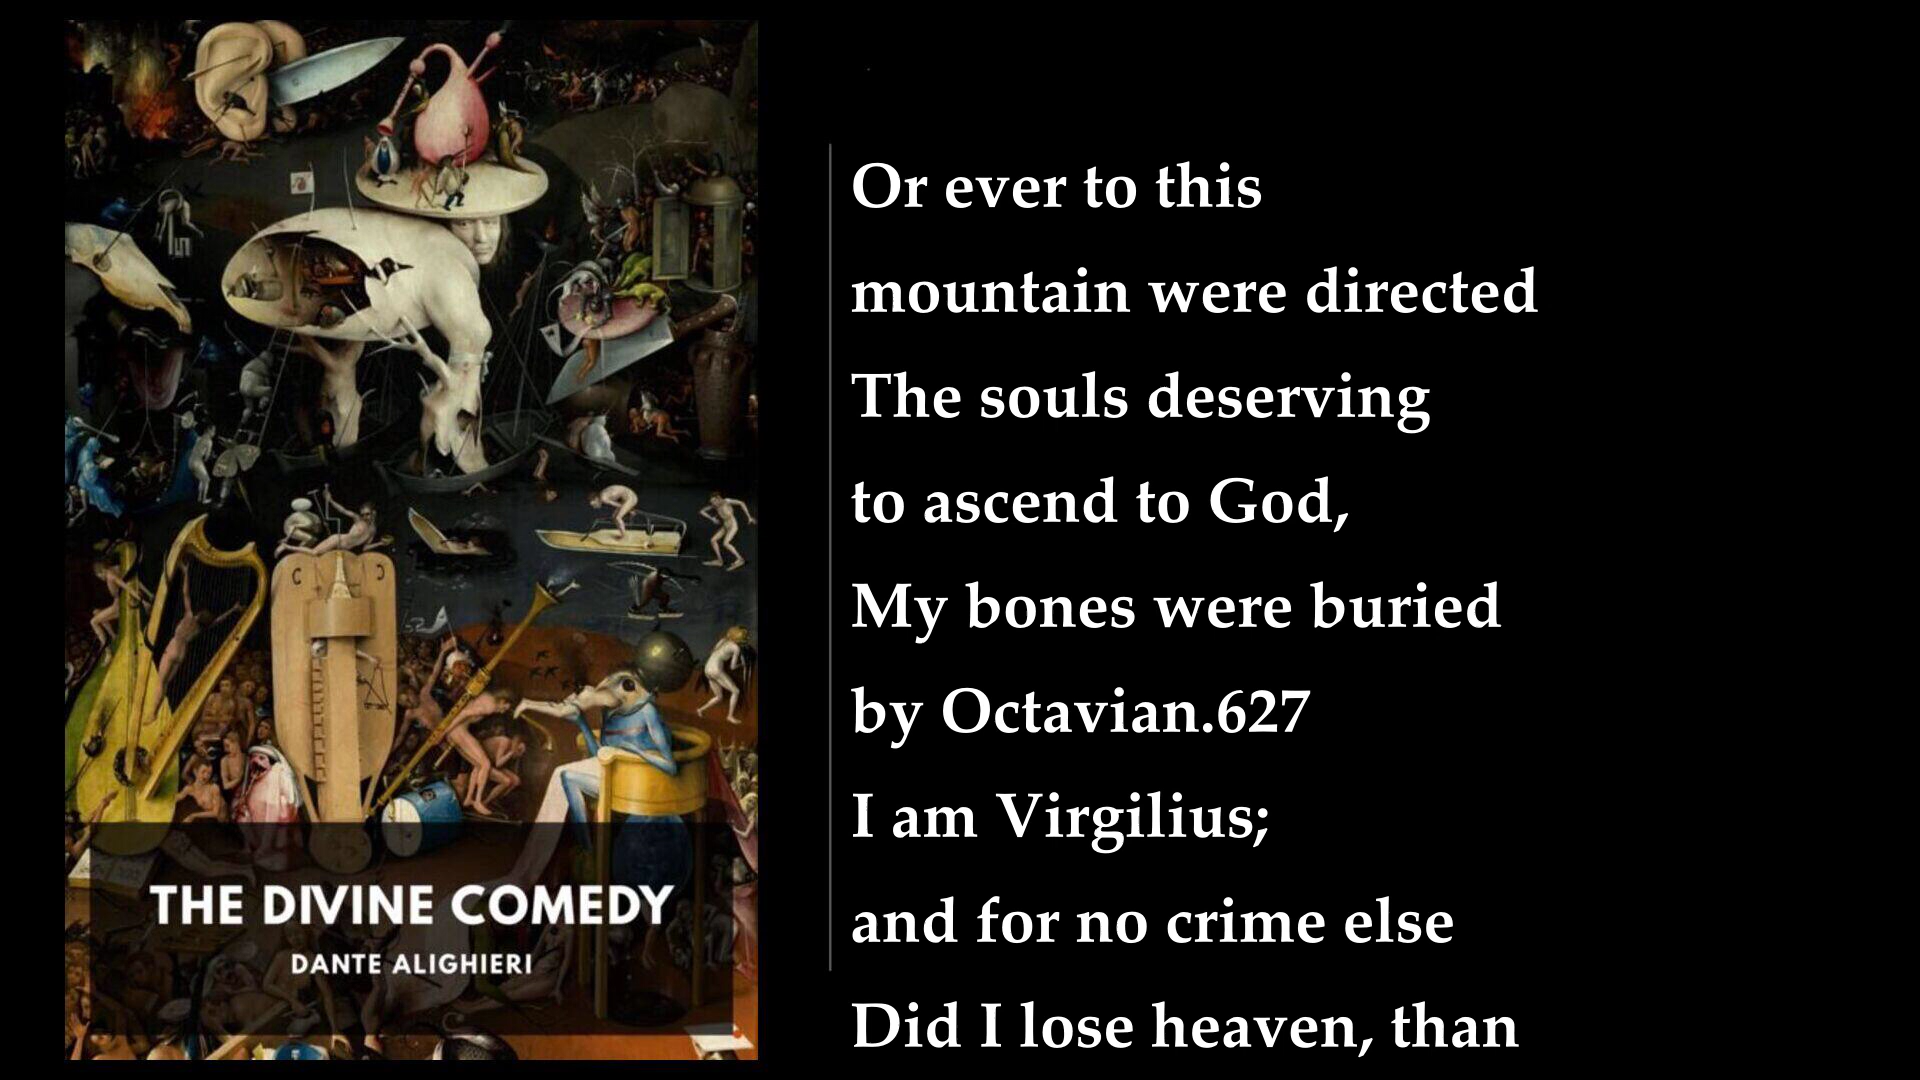 THE DIVINE COMEDY
DANTE ALIGHIERI
Or ever to this
mountain were directed
The souls deserving
to ascend to God,
My bones were buried
by Octavian.627
I am Virgilius;
and for no crime else
Did I lose heaven, than